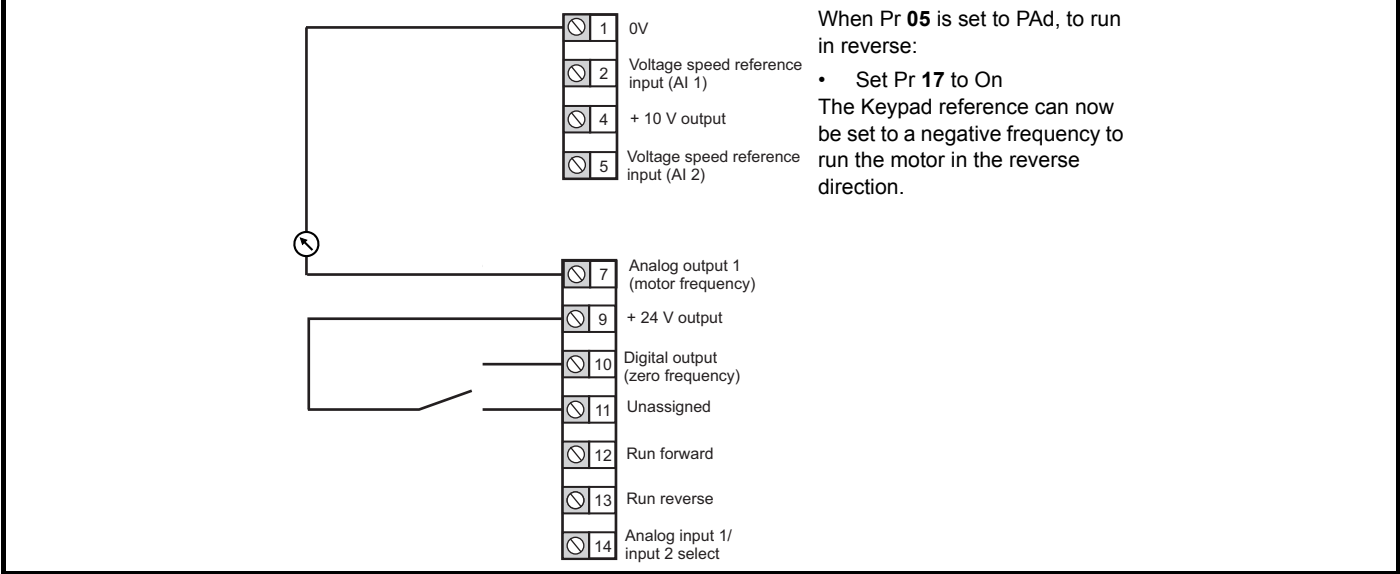 1 0V
2 Voltage speed reference
input (AI 1)
4 + 10 V output
5 Voltage speed reference
input (AI 2)
7 Analog output 1
(motor frequency)
9 + 24 V output
10 Digital output
(zero frequency)
11 Unassigned
12 Run forward
13 Run reverse
14 Analog input 1/
input 2 select
When Pr 05 is set to PAd, to run
in reverse:
• Set Pr 17 to On
The Keypad reference can now
be set to a negative frequency to
run the motor in the reverse
direction.